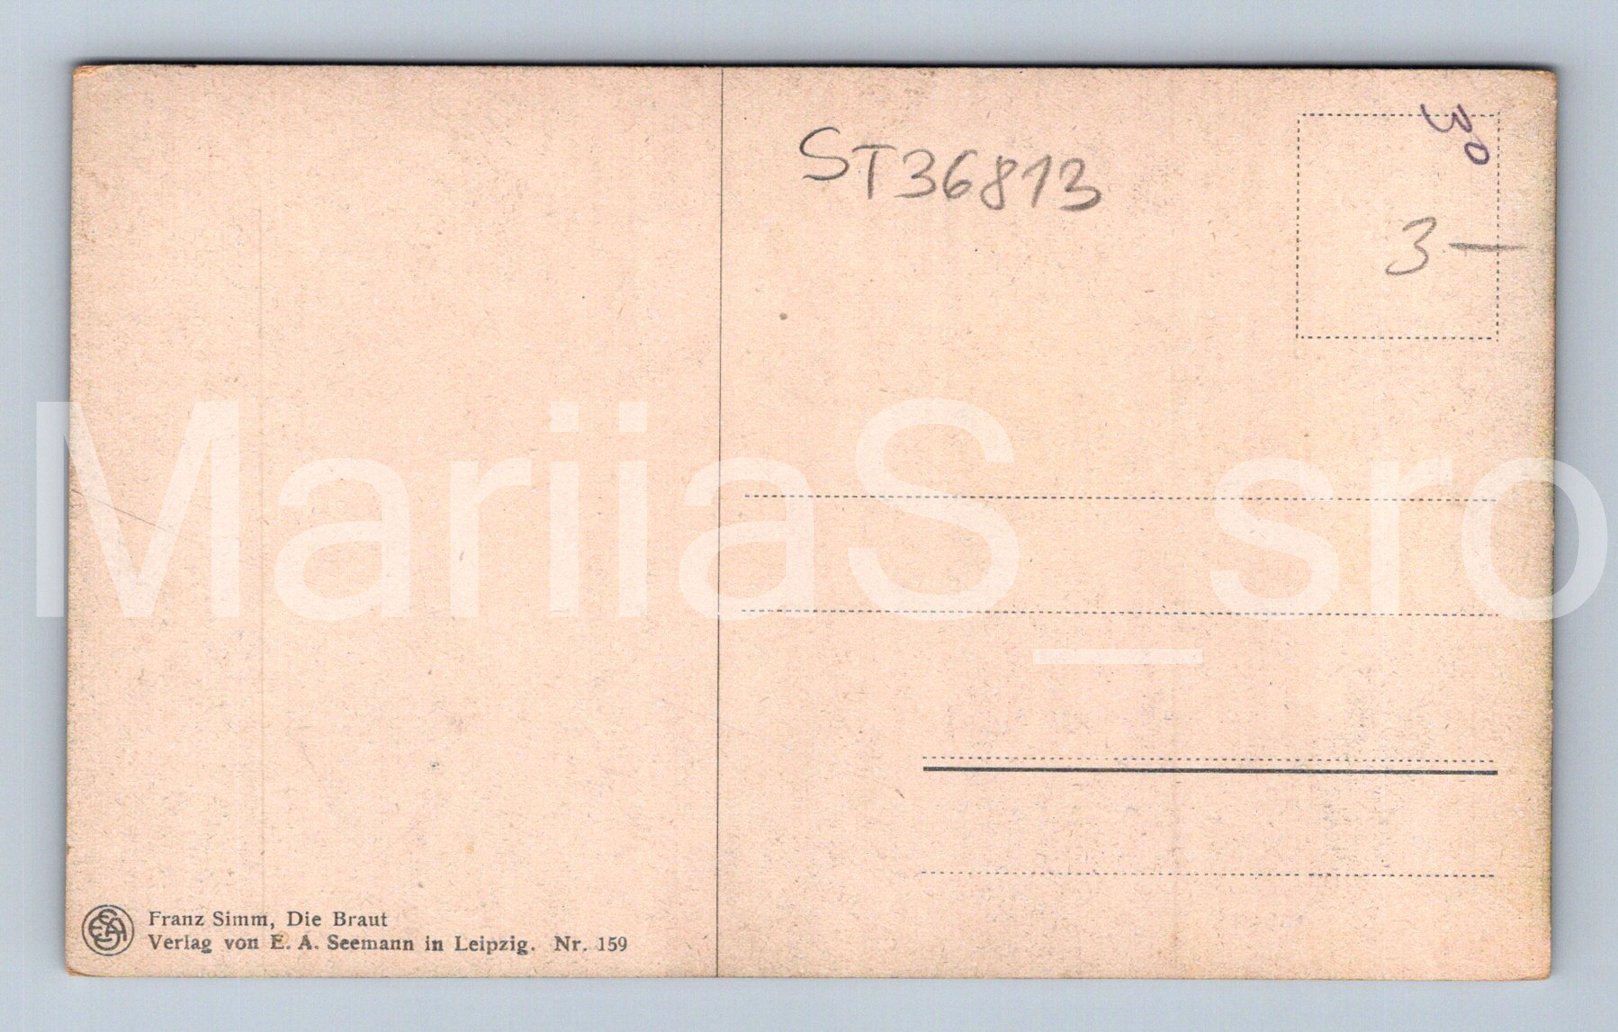 ST36813
30
3—
MariiaS_sro
Franz Simm, Die Braut
Verlag von E. A. Seemann in Leipzig. Nr. 159